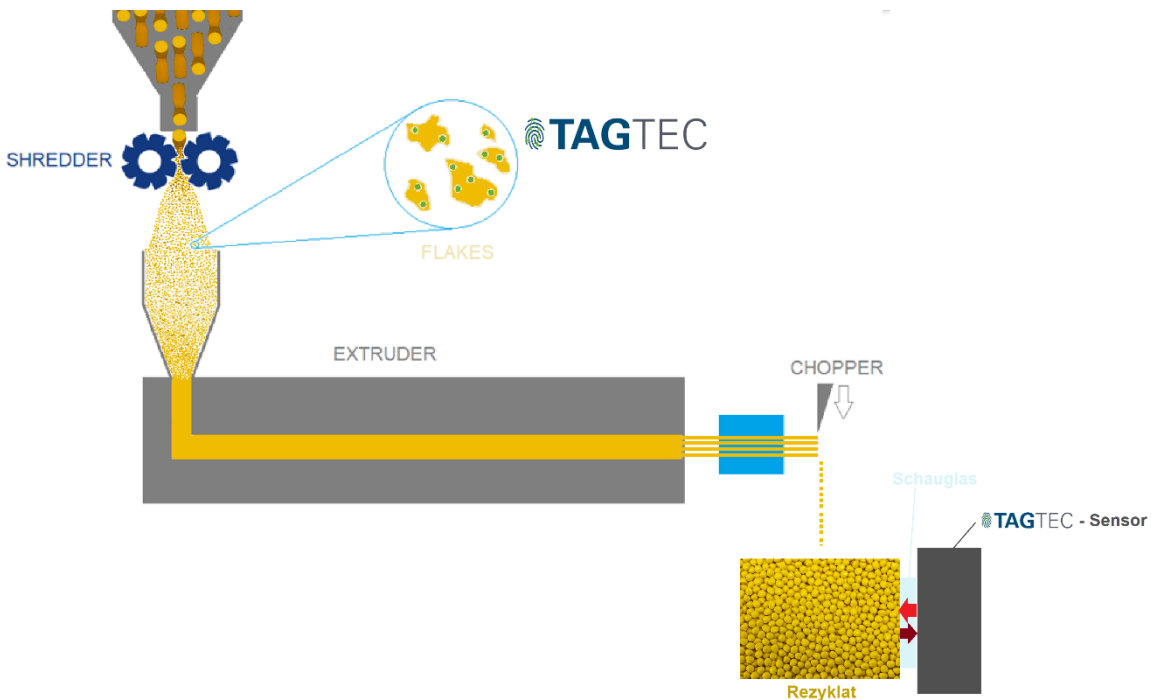 TAGTEC
SHREDDER
FLAKES
EXTRUDER
CHOPPER
Schauglas
TAGTEC - Sensor
Rezyklat